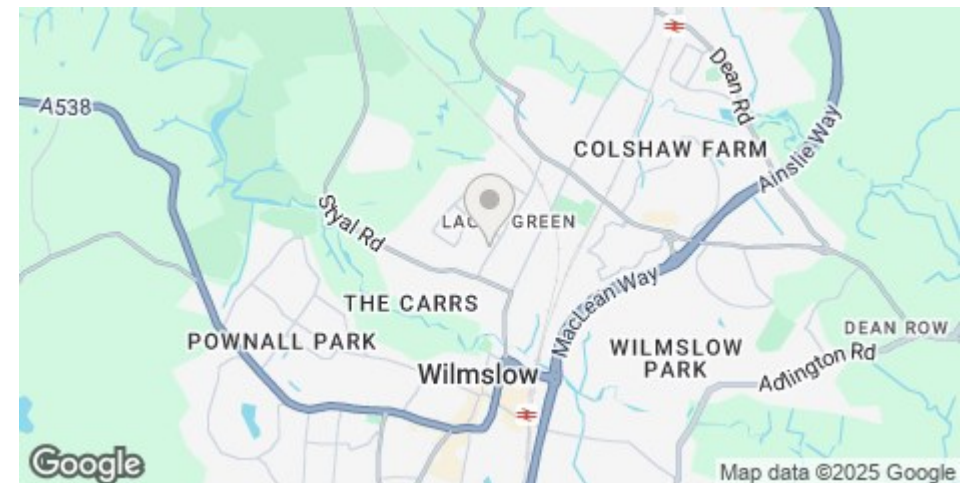 A538
Dean Rd
COLSHAW FARM
Ainslie Way
Styal Rd
GREEN
THE CARRS
MacLean Way
POWNALL PARK
WILMSLOW
PARK
DEAN ROW
Adlington Rd
Wilmslow
Google
Map data ©2025 Google